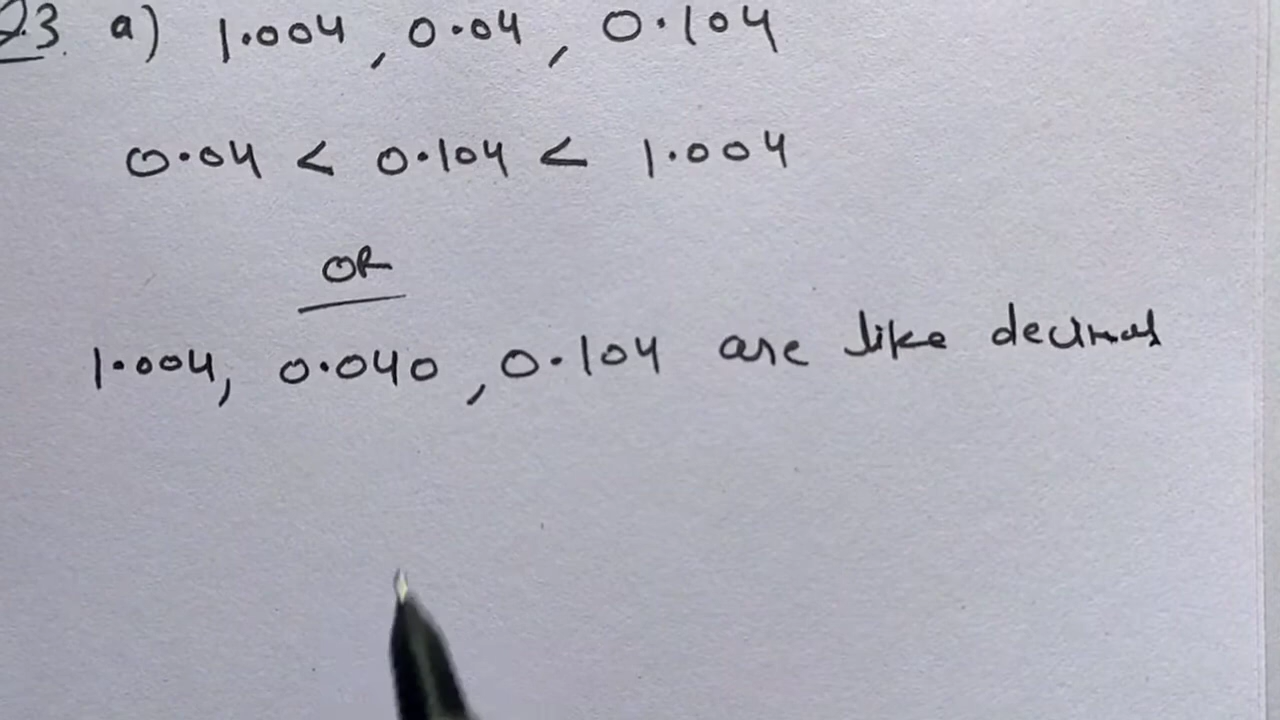 Q3. a) 1.004, 0.04, 0.104
0.04 < 0.104 < 1.004
OR
1.004, 0.040, 0.104 are like decimal